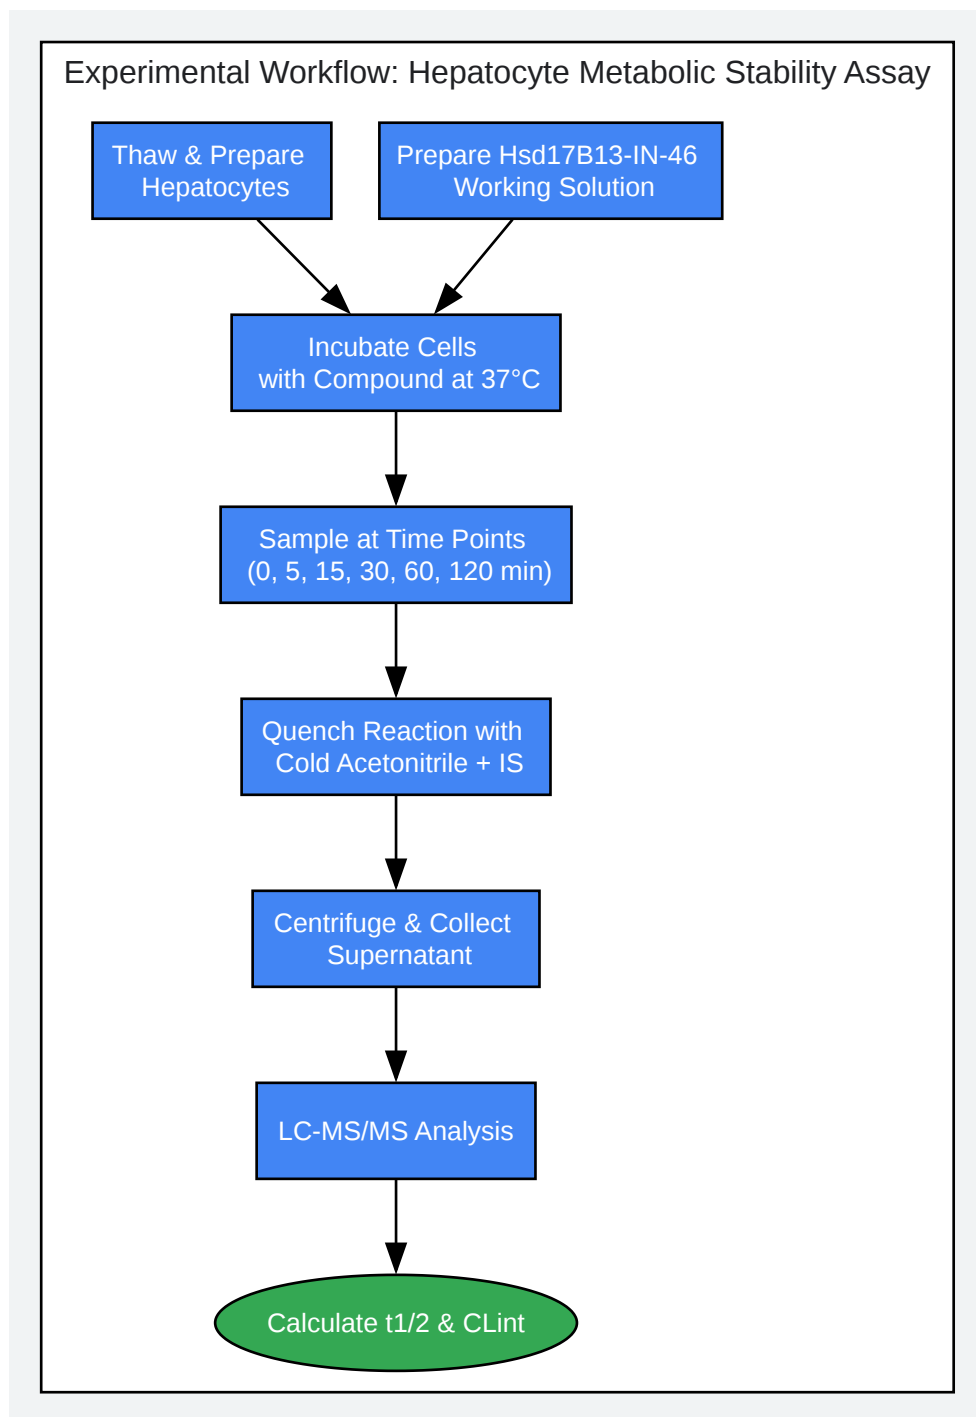 Experimental Workflow: Hepatocyte Metabolic Stability Assay
Thaw & Prepare
Hepatocytes
Prepare Hsd17B13-IN-46
Working Solution
Incubate Cells
with Compound at 37°C
Sample at Time Points
(0, 5, 15, 30, 60, 120 min)
Quench Reaction with
Cold Acetonitrile + IS
Centrifuge & Collect
Supernatant
LC-MS/MS Analysis
Calculate t1/2 & CLint